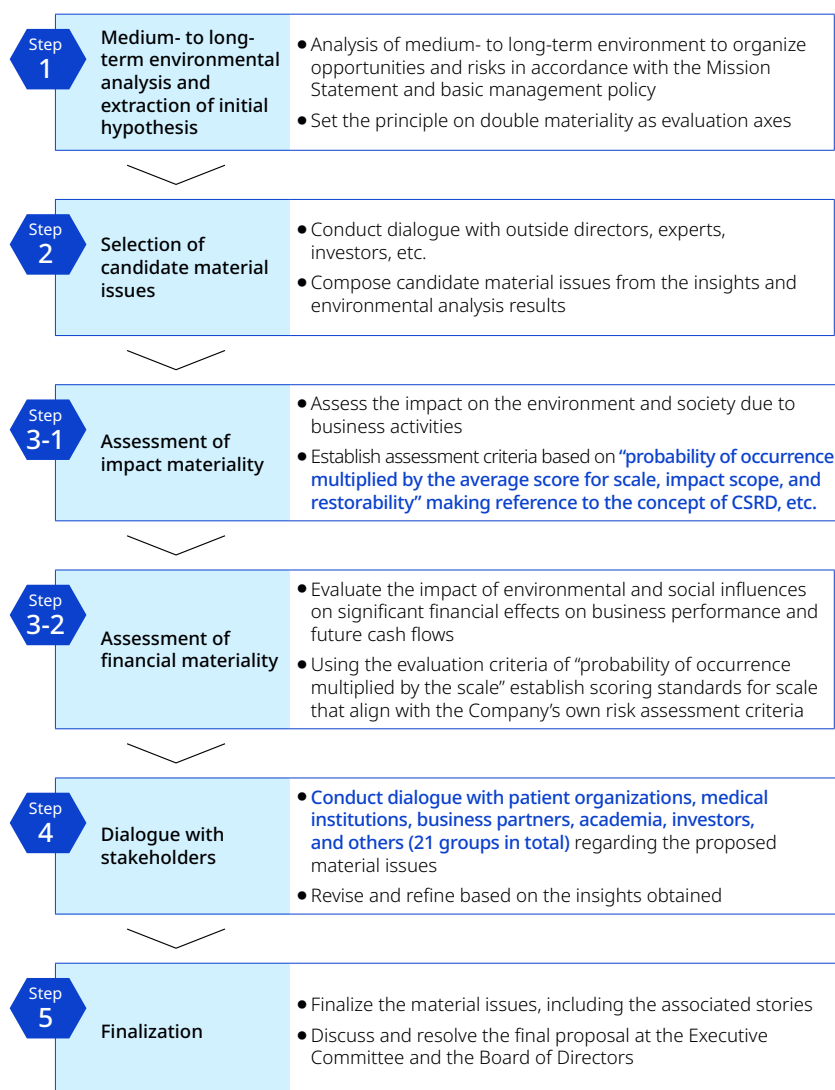 Step
1
Medium- to long-
term environmental
analysis and
extraction of initial
hypothesis
● Analysis of medium- to long-term environment to organize
opportunities and risks in accordance with the Mission
Statement and basic management policy
● Set the principle on double materiality as evaluation axes
Step
2
Selection of
candidate material
issues
● Conduct dialogue with outside directors, experts,
investors, etc.
● Compose candidate material issues from the insights and
environmental analysis results
Step
3-1
Assessment of
impact materiality
● Assess the impact on the environment and society due to
business activities
● Establish assessment criteria based on “probability of occurrence
multiplied by the average score for scale, impact scope, and
restorability” making reference to the concept of CSRD, etc.
Step
3-2
Assessment of
financial materiality
● Evaluate the impact of environmental and social influences
on significant financial effects on business performance and
future cash flows
● Using the evaluation criteria of “probability of occurrence
multiplied by the scale” establish scoring standards for scale
that align with the Company’s own risk assessment criteria
Step
4
Dialogue with
stakeholders
● Conduct dialogue with patient organizations, medical
institutions, business partners, academia, investors,
and others (21 groups in total) regarding the proposed
material issues
● Revise and refine based on the insights obtained
Step
5
Finalization
● Finalize the material issues, including the associated stories
● Discuss and resolve the final proposal at the Executive
Committee and the Board of Directors